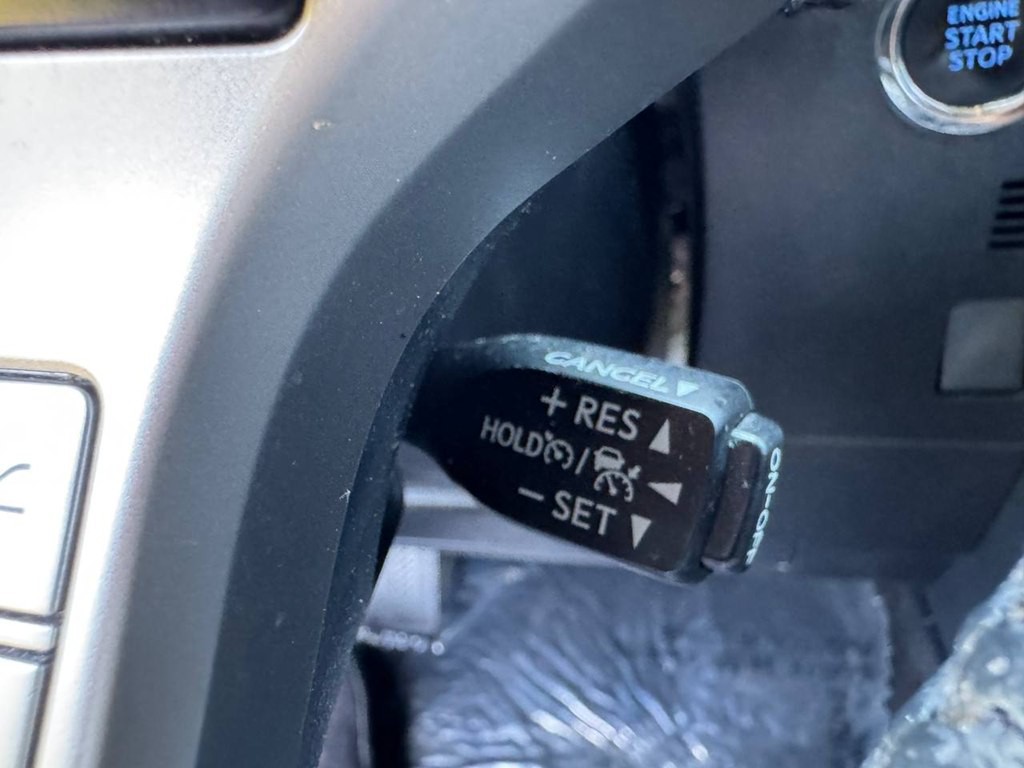 ENGINE
START
STOP
CANCEL
+ RES
HOLD /
- SET
ON-OFF